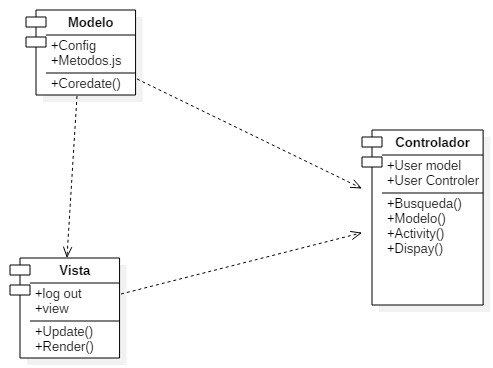 Modelo
+Config
+Metodos.js
+Coredate()
Controlador
+User model
+User Controler
+Busqueda()
+Modelo()
+Activity()
+Dispay()
Vista
+log out
+view
+Update()
+Render()